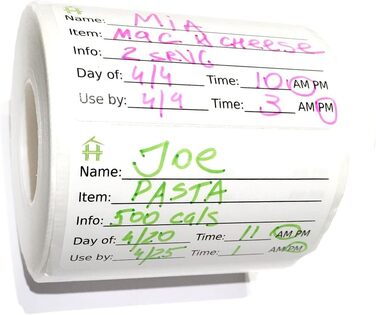 Name: MiA
Item: MAC N CHEESE
Info: 2 SRVG
Day of: 4/4 Time: 10 AM PM
Use by: 4/9 Time: 3 AM PM
Name: Joe
Item: PASTA
Info: 500 cals
Day of: 4/20 Time: 11 AM PM
Use by: 4/25 Time: 1 AM PM